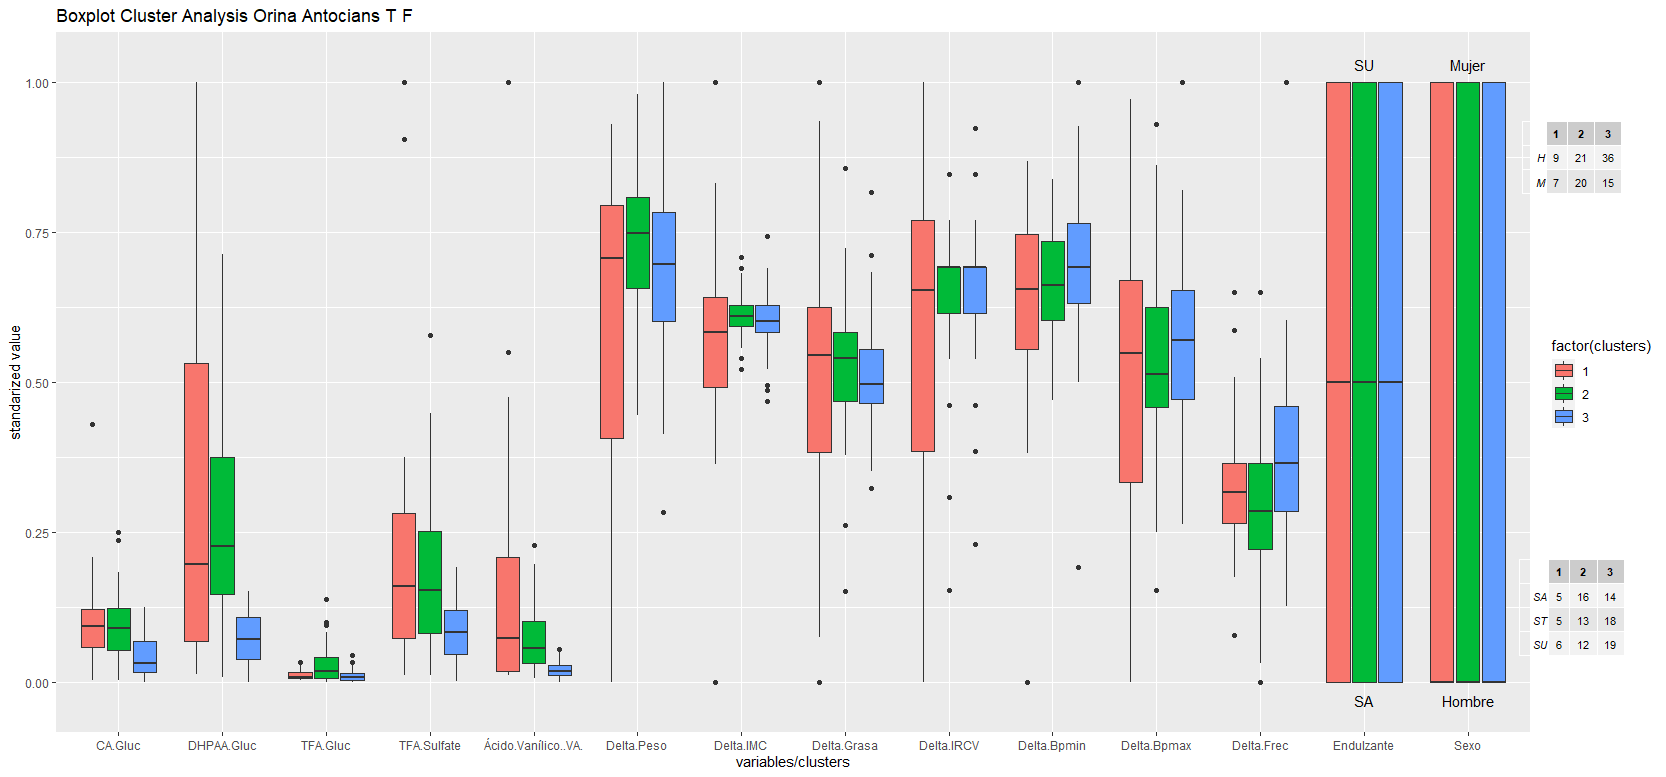 Boxplot Cluster Analysis Orina Antocians T F
standarized value
1.00
0.75
0.50
0.25
0.00
SU
Mujer
SA
Hombre
1 2 3
H 9 21 36
M 7 20 15
factor(clusters)
1
2
3
1 2 3
SA 5 16 14
ST 5 13 18
SU 6 12 19
CA.Gluc DHPAA.Gluc TFA.Gluc TFA.Sulfate Ácido.Vanílico..VA. Delta.Peso Delta.IMC Delta.Grasa Delta.IRCV Delta.Bpmin Delta.Bpmax Delta.Frec Endulzante Sexo
variables/clusters